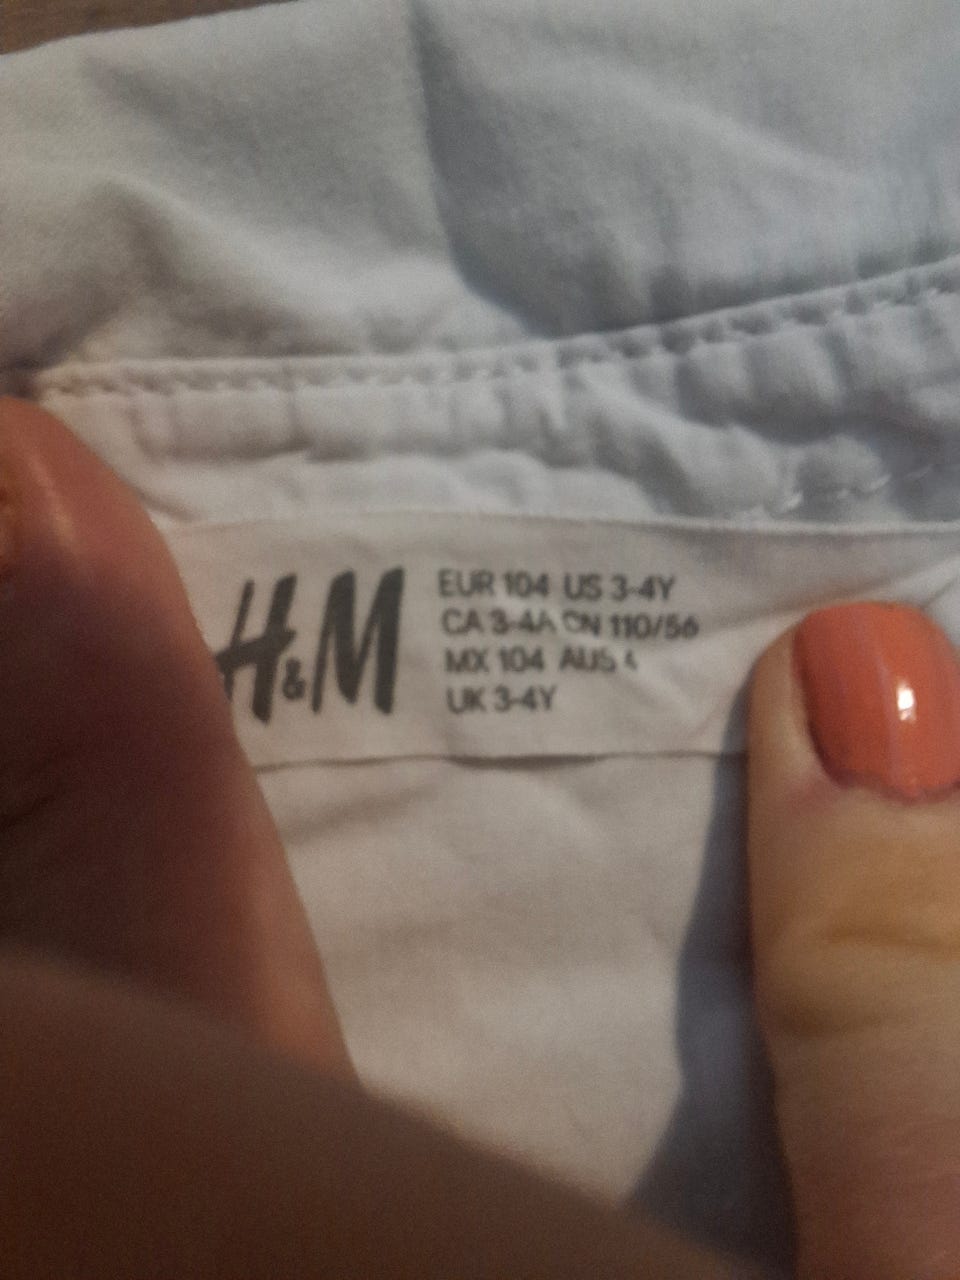 H&M
EUR 104 US 3-4Y
CA 3-4A CN 110/56
MX 104 AUS 4
UK 3-4Y